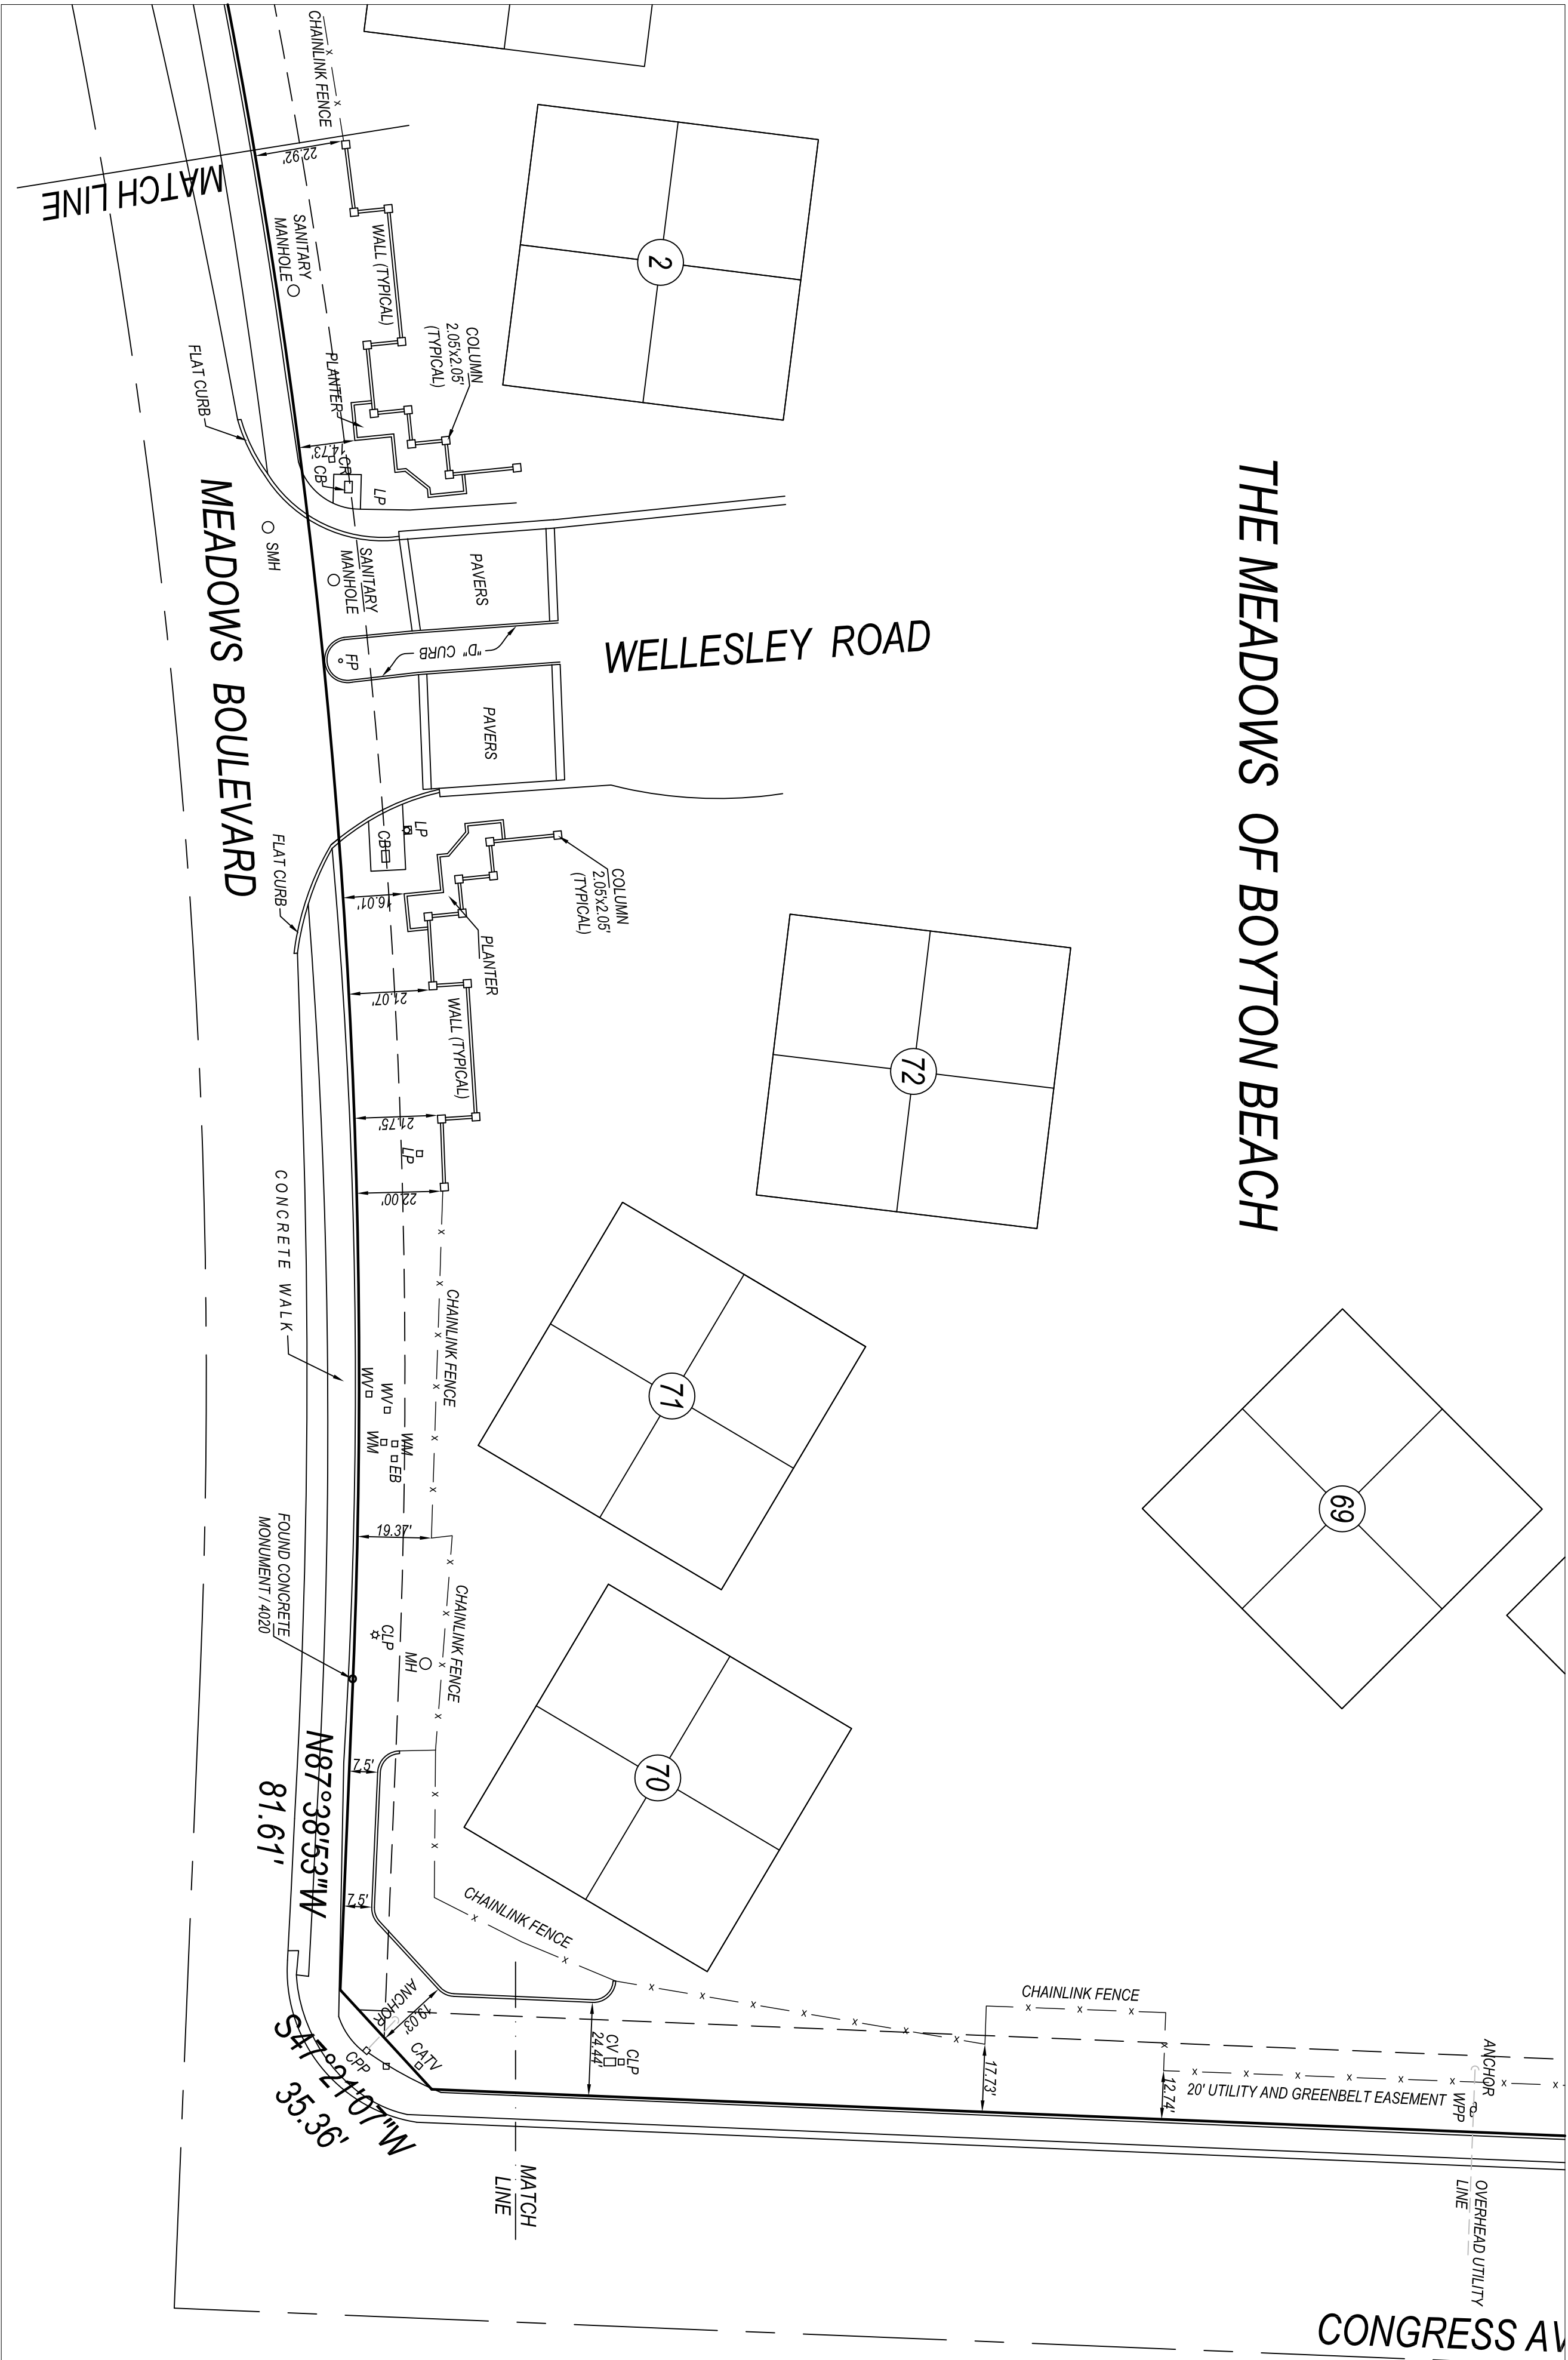 CHAINLINK FENCE
22.92'
MATCH LINE
SANITARY
MANHOLE
WALL (TYPICAL)
2
COLUMN
2.05'x2.05'
(TYPICAL)
PLANTER
FLAT CURB
14.73'
CR
CB
LP
SMH
SANITARY
MANHOLE
PAVERS
"D" CURB
FP
WELLESLEY ROAD
PAVERS
MEADOWS BOULEVARD
THE MEADOWS OF BOYTON BEACH
FLAT CURB
LP
CB
16.01'
COLUMN
2.05'x2.05'
(TYPICAL)
PLANTER
21.07'
WALL (TYPICAL)
72
21.75'
LP
22.00'
CONCRETE WALK
CHAINLINK FENCE
71
WV
WV
WM
WM
EB
69
19.37'
FOUND CONCRETE
MONUMENT / 4020
CHAINLINK FENCE
CLP
MH
70
7.5'
N87°38'53"W
81.61'
7.5'
CHAINLINK FENCE
ANCHOR
19.03'
CATV
CPP
S47°21'07"W
35.36'
24.44'
CV
CLP
CHAINLINK FENCE
17.73'
12.74'
20' UTILITY AND GREENBELT EASEMENT
ANCHOR
WPP
MATCH
LINE
OVERHEAD UTILITY
LINE
CONGRESS AV